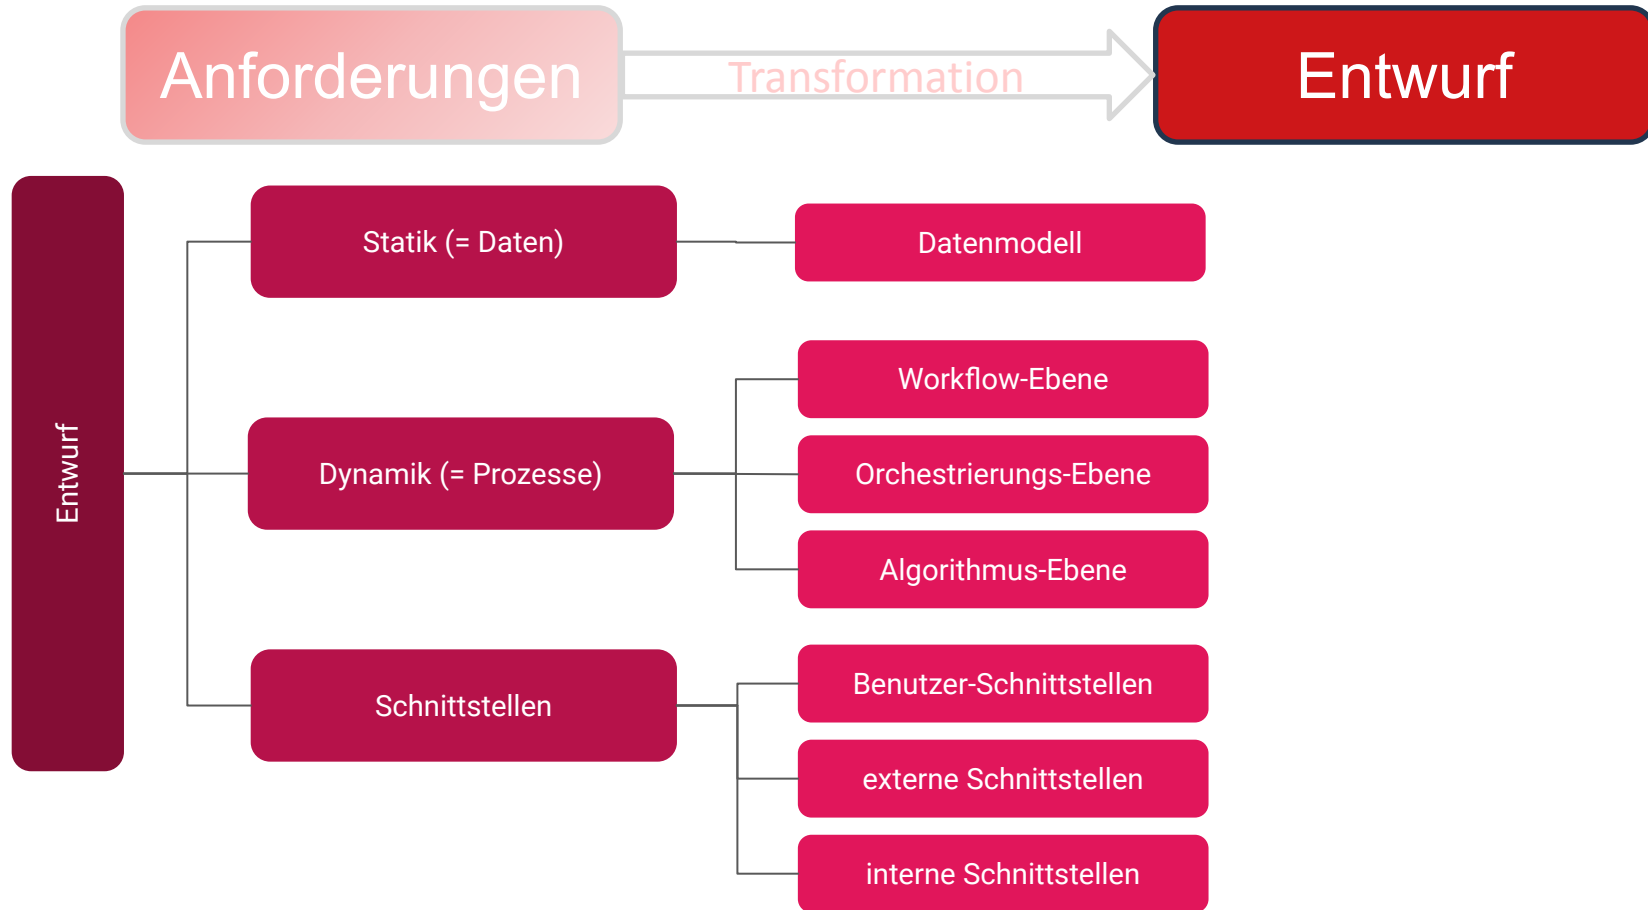 Anforderungen
Transformation
Entwurf
Entwurf
Statik (= Daten)
Datenmodell
Dynamik (= Prozesse)
Workflow-Ebene
Orchestrierungs-Ebene
Algorithmus-Ebene
Schnittstellen
Benutzer-Schnittstellen
externe Schnittstellen
interne Schnittstellen